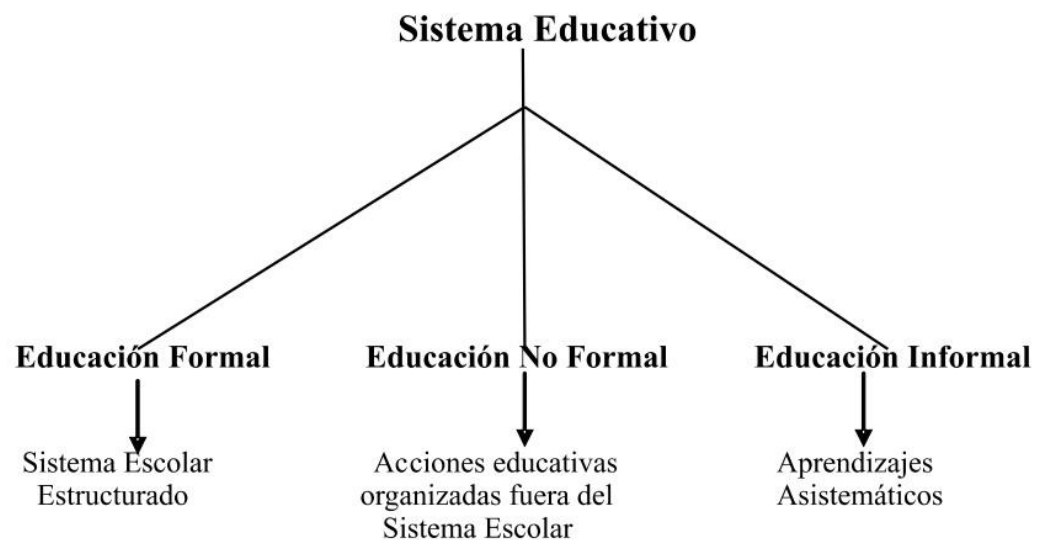 Sistema Educativo
Educación Formal
Educación No Formal
Educación Informal
Sistema Escolar
Estructurado
Acciones educativas
organizadas fuera del
Sistema Escolar
Aprendizajes
Asistemáticos